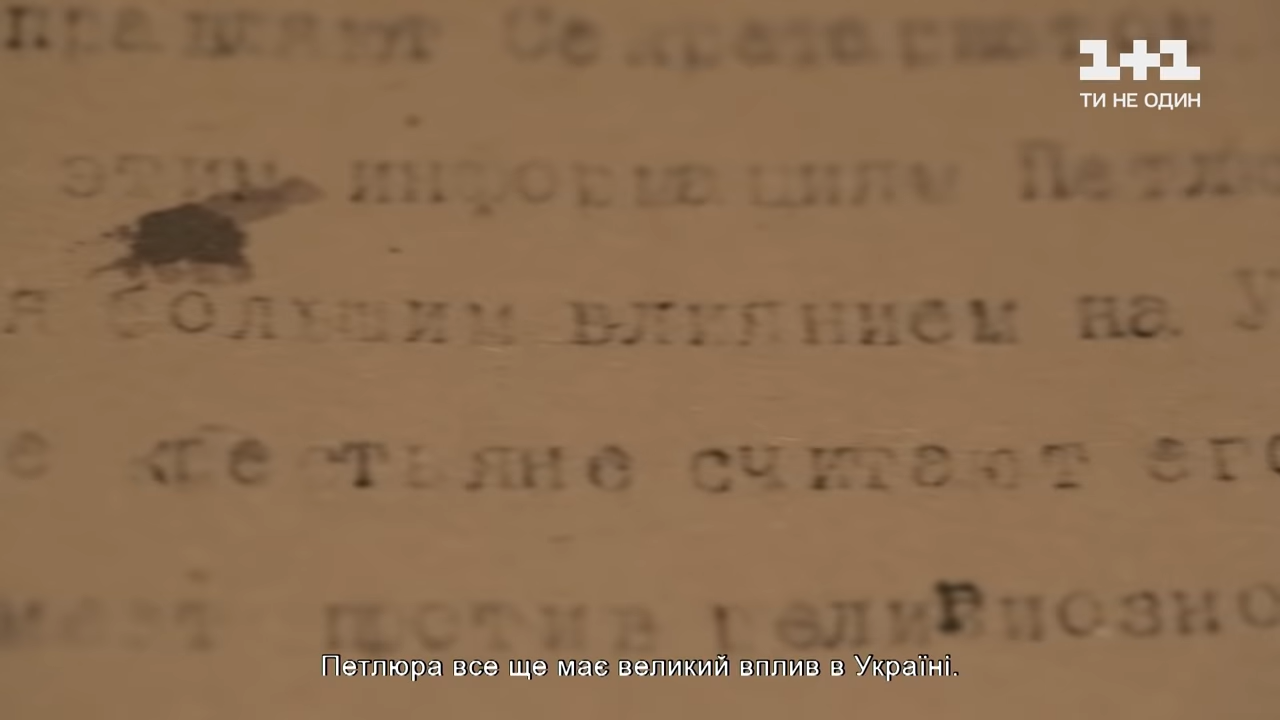 1+1
ТИ НЕ ОДИН
этим информациям Петлю
я большим влиянием на У
е крестьяне считают его
против религиозно
Петлюра все ще має великий вплив в Україні.